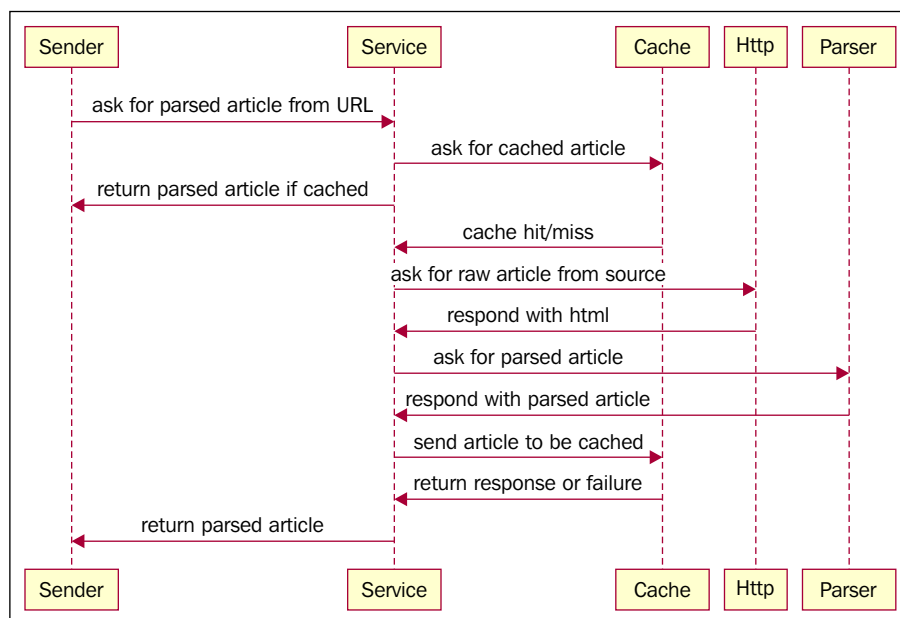 Sender Service Cache Http Parser
ask for parsed article from URL
ask for cached article
return parsed article if cached
cache hit/miss
ask for raw article from source
respond with html
ask for parsed article
respond with parsed article
send article to be cached
return response or failure
return parsed article
Sender Service Cache Http Parser